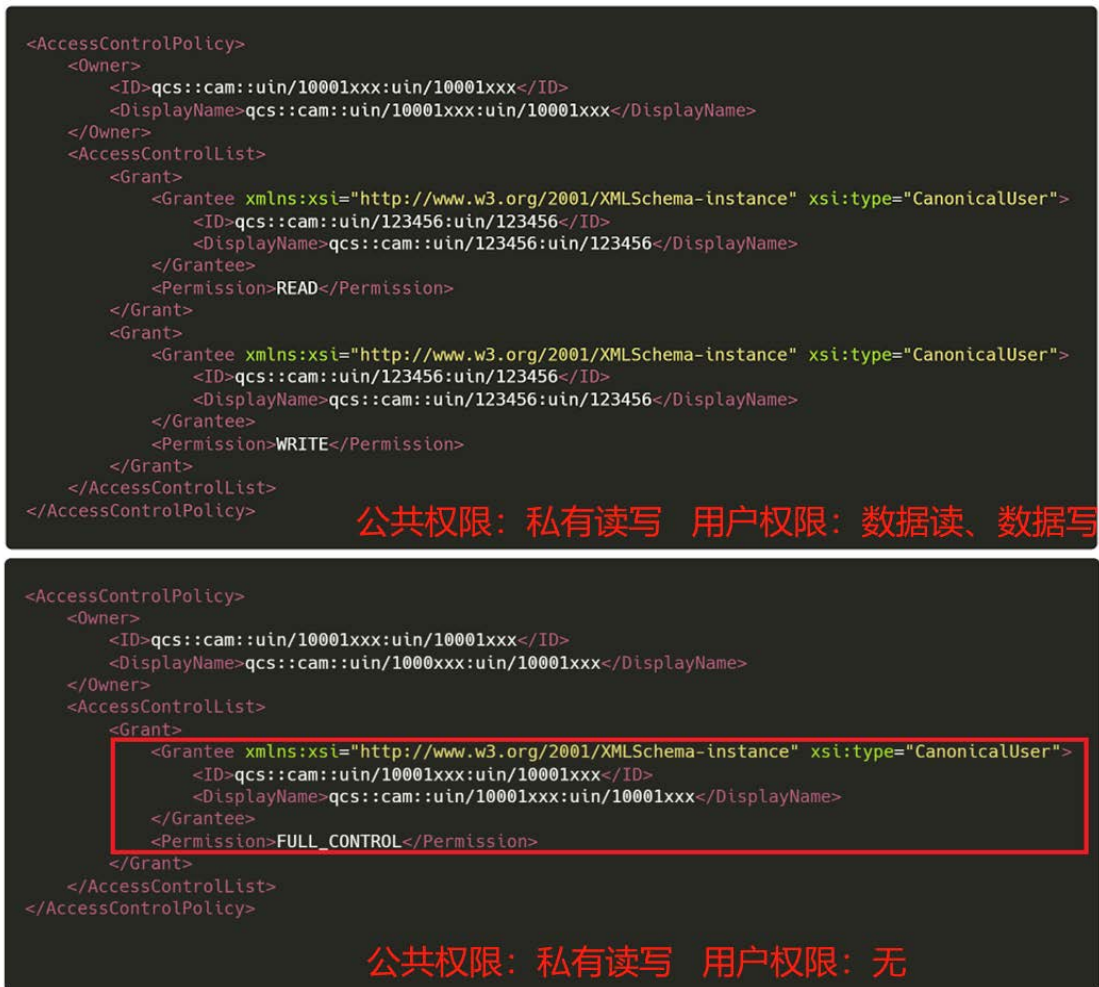 <AccessControlPolicy>
<Owner>
<ID>qcs::cam::uin/10001xxx:uin/10001xxx</ID>
<DisplayName>qcs::cam::uin/10001xxx:uin/10001xxx</DisplayName>
</Owner>
<AccessControlList>
<Grant>
<Grantee xmlns:xsi="http://www.w3.org/2001/XMLSchema-instance" xsi:type="CanonicalUser">
<ID>qcs::cam::uin/123456:uin/123456</ID>
<DisplayName>qcs::cam::uin/123456:uin/123456</DisplayName>
</Grantee>
<Permission>READ</Permission>
</Grant>
<Grant>
<Grantee xmlns:xsi="http://www.w3.org/2001/XMLSchema-instance" xsi:type="CanonicalUser">
<ID>qcs::cam::uin/123456:uin/123456</ID>
<DisplayName>qcs::cam::uin/123456:uin/123456</DisplayName>
</Grantee>
<Permission>WRITE</Permission>
</Grant>
</AccessControlList>
</AccessControlPolicy>
公共权限：私有读写 用户权限：数据读、数据写
<AccessControlPolicy>
<Owner>
<ID>qcs::cam::uin/10001xxx:uin/10001xxx</ID>
<DisplayName>qcs::cam::uin/1000xxx:uin/10001xxx</DisplayName>
</Owner>
<AccessControlList>
<Grant>
<Grantee xmlns:xsi="http://www.w3.org/2001/XMLSchema-instance" xsi:type="CanonicalUser">
<ID>qcs::cam::uin/10001xxx:uin/10001xxx</ID>
<DisplayName>qcs::cam::uin/10001xxx:uin/10001xxx</DisplayName>
</Grantee>
<Permission>FULL_CONTROL</Permission>
</Grant>
</AccessControlList>
</AccessControlPolicy>
公共权限：私有读写 用户权限：无